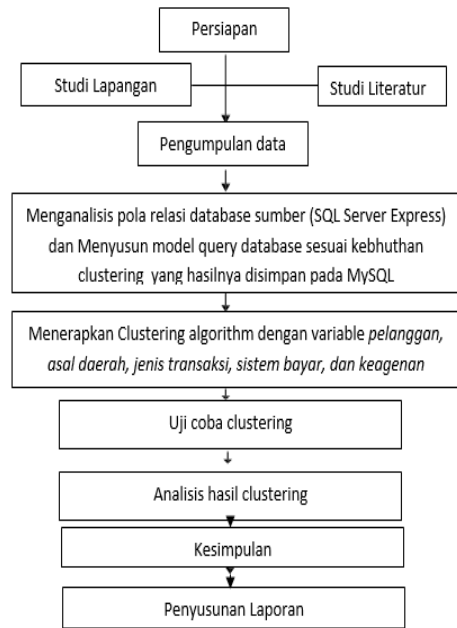 Persiapan
Studi Lapangan
Studi Literatur
Pengumpulan data
Menganalisis pola relasi database sumber (SQL Server Express)
dan Menyusun model query database sesuai kebhuthan
clustering yang hasilnya disimpan pada MySQL
Menerapkan Clustering algorithm dengan variable pelanggan,
asal daerah, jenis transaksi, sistem bayar, dan keagenan
Uji coba clustering
Analisis hasil clustering
Kesimpulan
Penyusunan Laporan